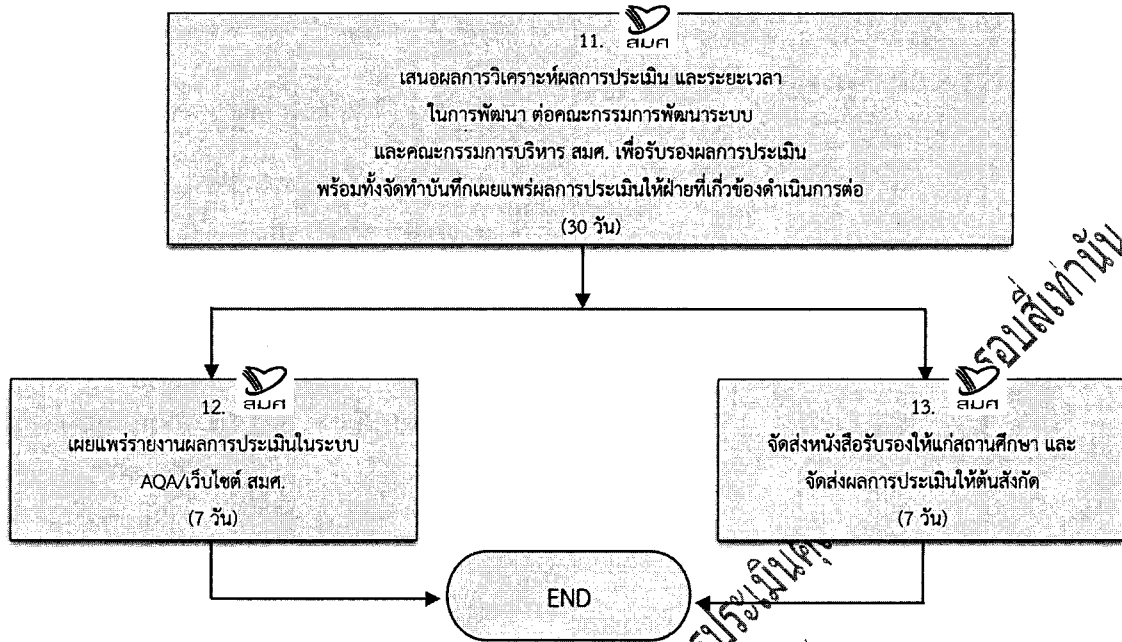 11. สมศ
เสนอผลการวิเคราะห์ผลการประเมิน และระยะเวลา
ในการพัฒนา ต่อคณะกรรมการพัฒนาระบบ
และคณะกรรมการบริหาร สมศ. เพื่อรับรองผลการประเมิน
พร้อมทั้งจัดทำบันทึกเผยแพร่ผลการประเมินให้ฝ่ายที่เกี่วข้องดำเนินการต่อ
(30 วัน)
รอบสี่เท่านั้น
12. สมศ
เผยแพร่รายงานผลการประเมินในระบบ
AQA/เว็บไซต์ สมศ.
(7 วัน)
13. สมศ
จัดส่งหนังสือรับรองให้แก่สถานศึกษา และ
จัดส่งผลการประเมินให้ต้นสังกัด
(7 วัน)
END